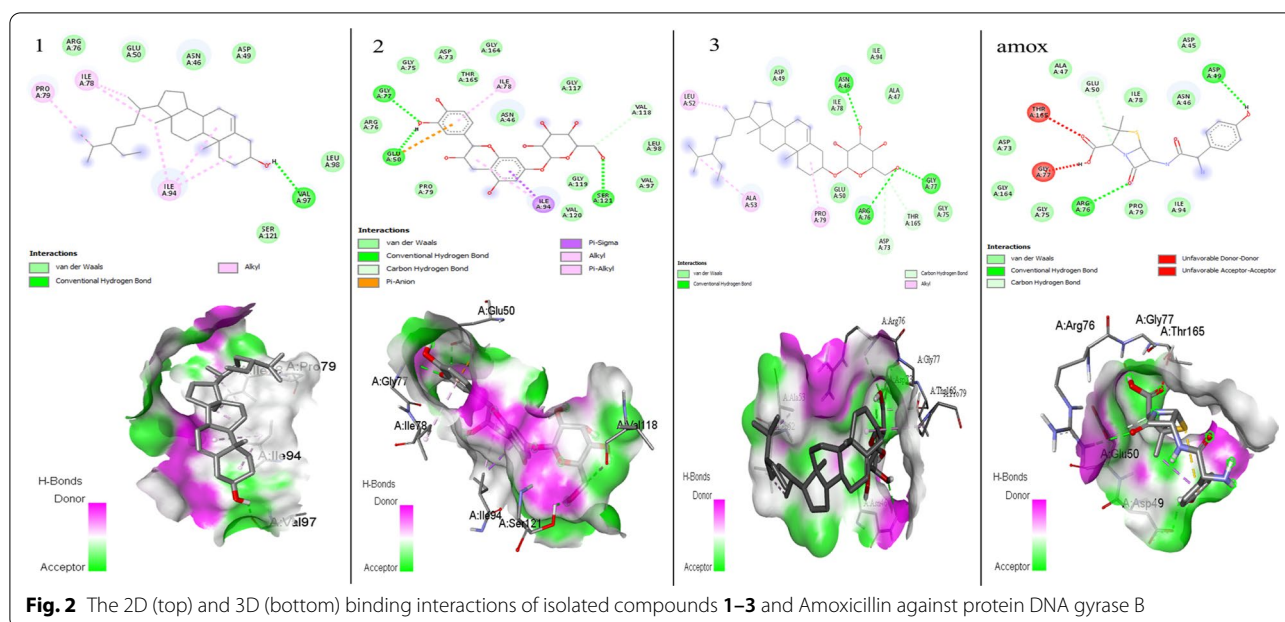 1
ARG A:76
GLU A:50
ASN A:46
ASP A:49
ILE A:78
PRO A:79
ILE A:94
LEU A:98
VAL A:97
SER A:121
Interactions
van der Waals
Conventional Hydrogen Bond
Alkyl
A:Pro79
A:Ile94
A:Val97
H-Bonds
Donor
Acceptor
2
ASP A:73
GLY A:164
GLY A:75
THR A:165
ILE A:78
GLY A:117
GLY A:77
VAL A:118
ARG A:76
ASN A:46
GLU A:50
LEU A:98
PRO A:79
GLY A:119
VAL A:97
ILE A:94
VAL A:120
SER A:121
Interactions
van der Waals
Conventional Hydrogen Bond
Carbon Hydrogen Bond
Pi-Anion
Pi-Sigma
Alkyl
Pi-Alkyl
A:Glu50
A:Gly77
A:Ile78
A:Val118
A:Ile94
A:Ser121
H-Bonds
Donor
Acceptor
3
ILE A:94
ASP A:49
ASN A:46
LEU A:52
ILE A:78
ALA A:47
ALA A:53
GLU A:50
GLY A:77
PRO A:79
ARG A:76
THR A:165
GLY A:75
ASP A:73
Interactions
van der Waals
Conventional Hydrogen Bond
Carbon Hydrogen Bond
Alkyl
A:Arg76
A:Gly77
A:Thr165
A:Pro79
H-Bonds
Donor
Acceptor
amox
ASP A:45
ALA A:47
GLU A:50
ASP A:49
ILE A:78
ASN A:46
THR A:165
ASP A:73
GLY A:77
GLY A:164
GLY A:75
ARG A:76
PRO A:79
ILE A:94
Interactions
van der Waals
Conventional Hydrogen Bond
Carbon Hydrogen Bond
Unfavorable Donor-Donor
Unfavorable Acceptor-Acceptor
A:Arg76
A:Gly77
A:Thr165
A:Glu50
A:Asp49
H-Bonds
Donor
Acceptor
Fig. 2 The 2D (top) and 3D (bottom) binding interactions of isolated compounds 1–3 and Amoxicillin against protein DNA gyrase B